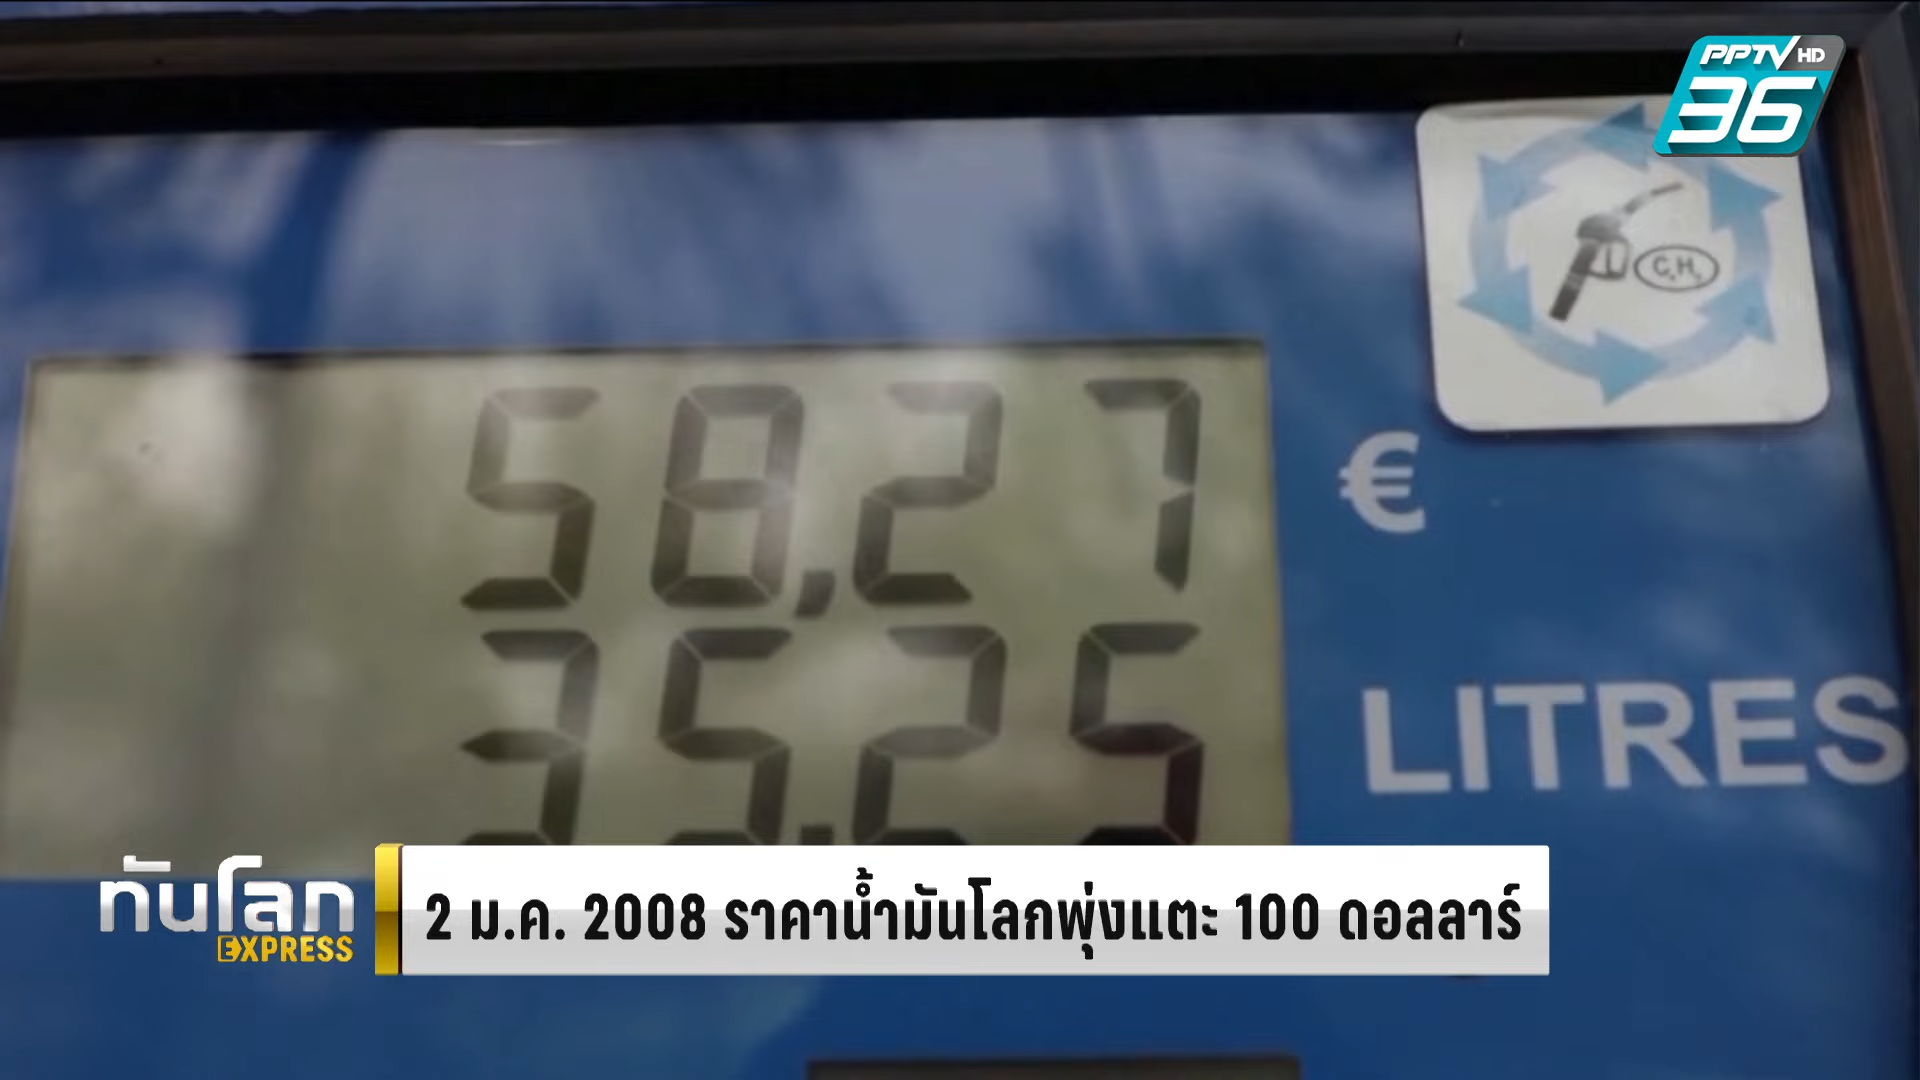 PPTV HD
36
58,27
€
35,25
LITRES
ทันโลก
EXPRESS
2 ม.ค. 2008 ราคาน้ำมันโลกพุ่งแตะ 100 ดอลลาร์